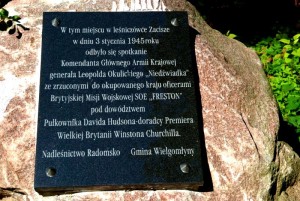 W tym miejscu w leśniczówce Zacisze
w dniu 3 stycznia 1945 roku
odbyło się spotkanie
Komendanta Głównego Armii Krajowej
generała Leopolda Okulickiego "Niedźwiadka"
ze zrzuconymi do okupowanego kraju oficerami
Brytyjskiej Misji Wojskowej SOE „FRESTON"
pod dowództwem
Pułkownika Davida Hudsona-doradcy Premiera
Wielkiej Brytanii Winstona Churchilla.
Nadleśnictwo Radomsko Gmina Wielgomłyny